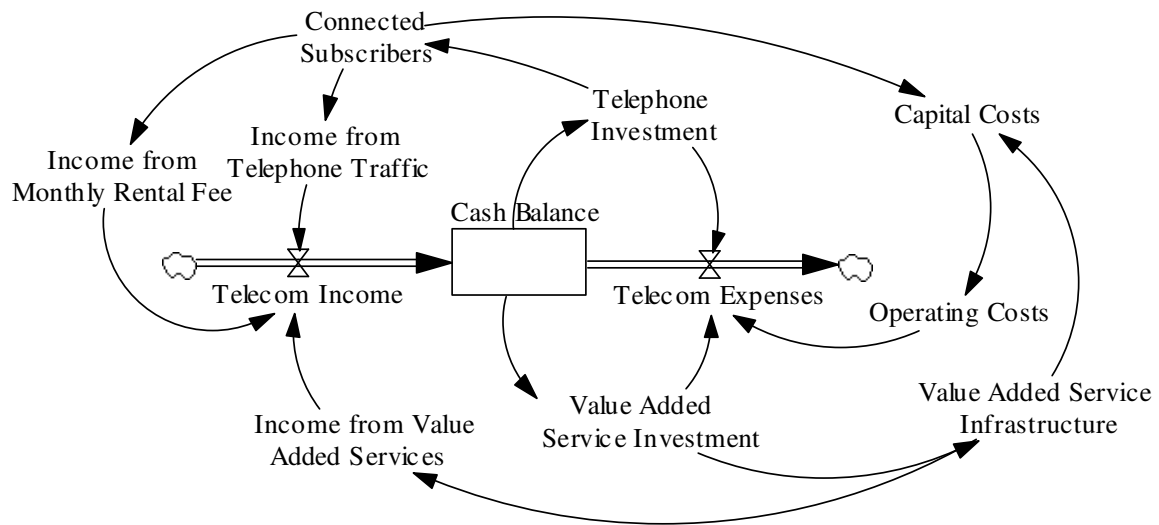 Connected
Subscribers
Telephone
Investment
Capital Costs
Income from
Telephone Traffic
Income from
Monthly Rental Fee
Cash Balance
Telecom Income
Telecom Expenses
Operating Costs
Value Added Service
Infrastructure
Value Added
Service Investment
Income from Value
Added Services